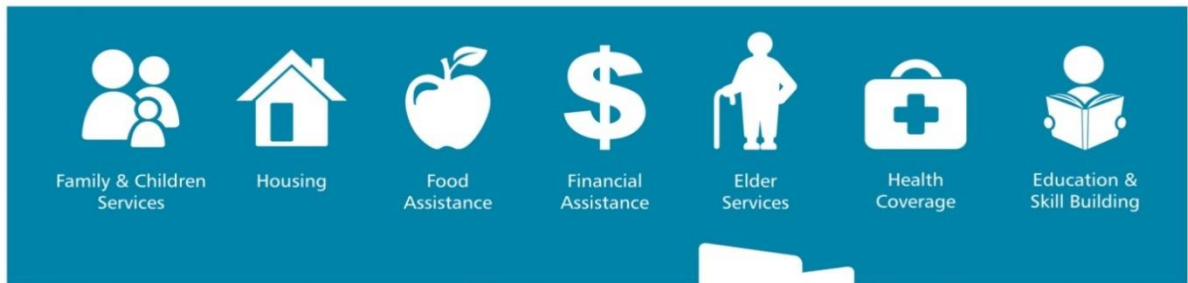 Family & Children
Services
Housing
Food
Assistance
Financial
Assistance
Elder
Services
Health
Coverage
Education &
Skill Building